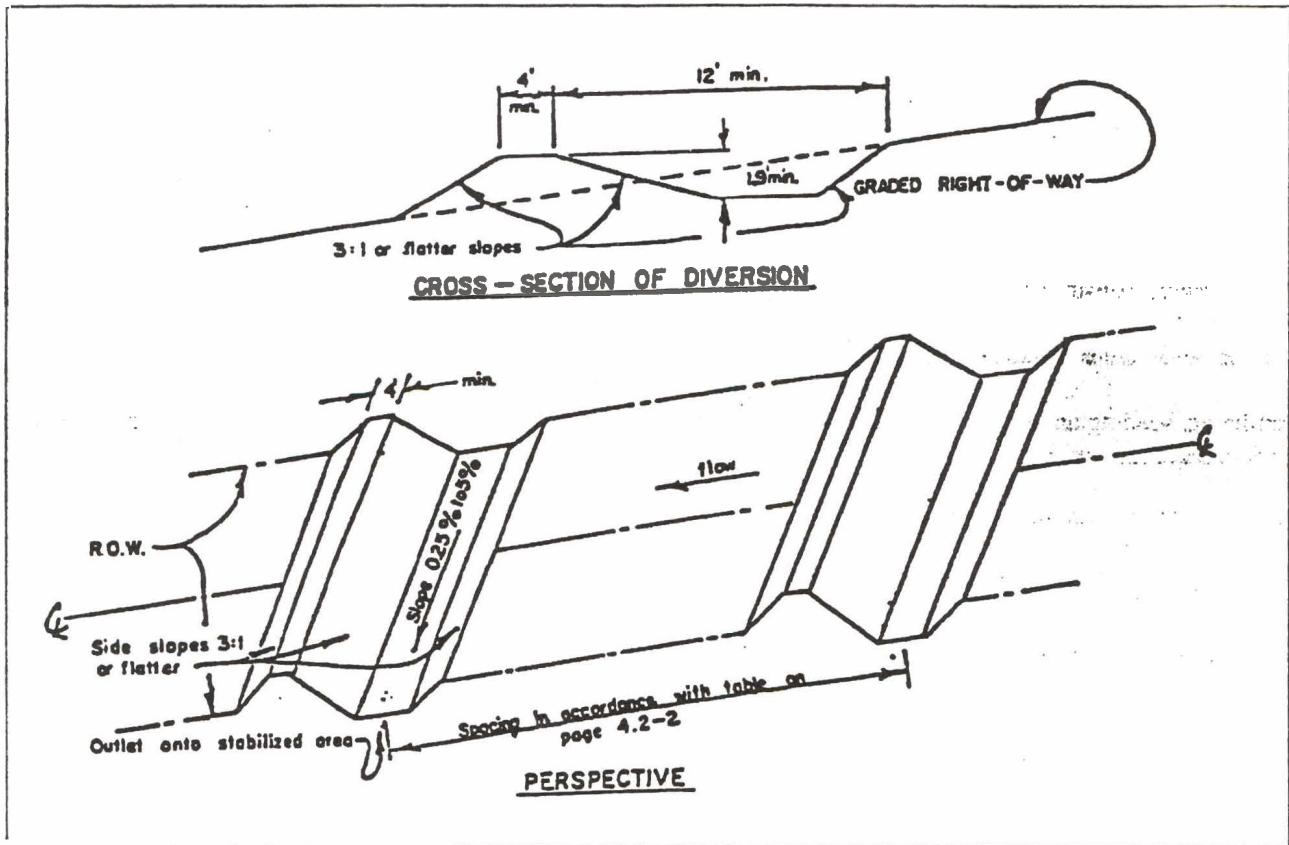 4'
min.
12' min.
1.9'min.
GRADED RIGHT-OF-WAY
3:1 or flatter slopes
CROSS-SECTION OF DIVERSION
4'
min.
Slope 0.25% to 5%
flow
R.O.W.
℄
℄
Side slopes 3:1
or flatter
Spacing in accordance with table on
page 4.2-2
Outlet onto stabilized area
PERSPECTIVE